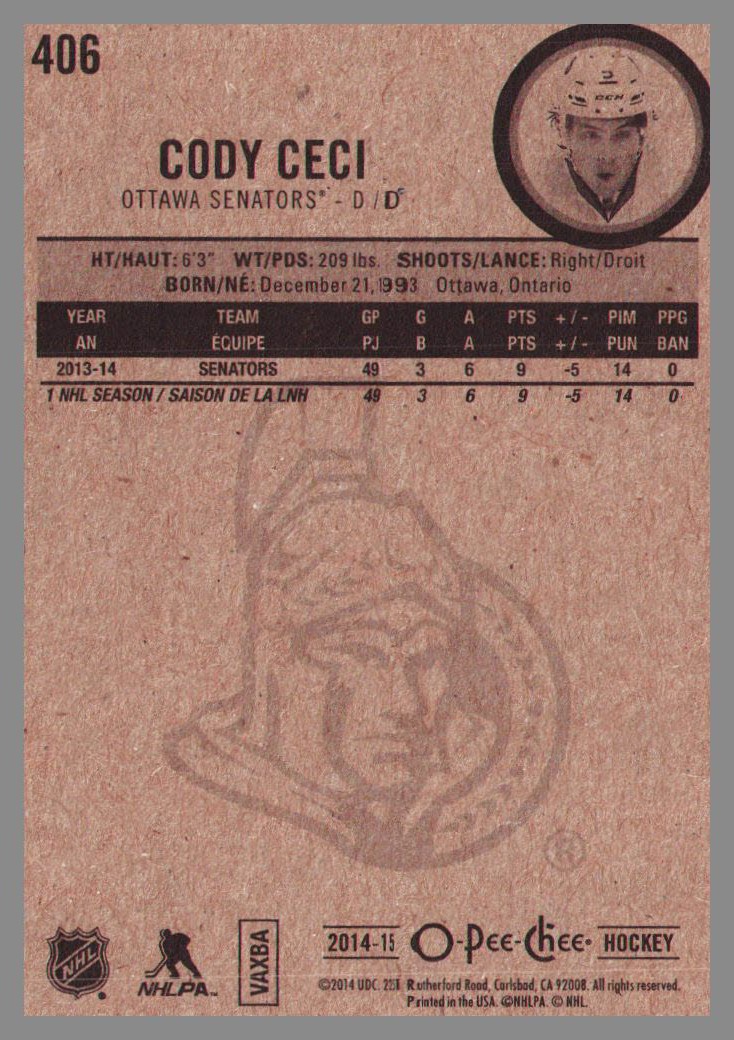 406
CODY CECI
OTTAWA SENATORS® - D / D
HT/HAUT: 6'3" WT/PDS: 209 lbs. SHOOTS/LANCE: Right/Droit
BORN/NÉ: December 21, 1993 Ottawa, Ontario
YEAR TEAM GP G A PTS +/- PIM PPG
AN ÉQUIPE PJ B A PTS +/- PUN BAN
2013-14 SENATORS 49 3 6 9 -5 14 0
1 NHL SEASON / SAISON DE LA LNH 49 3 6 9 -5 14 0
CCM
®
NHL
NHLPA™
VAXBA
2014-15 O-Pee-Chee® HOCKEY
©2014 UDC. Rutherford Road, Carlsbad, CA 92008. All rights reserved.
Printed in the USA. ©NHLPA. © NHL.